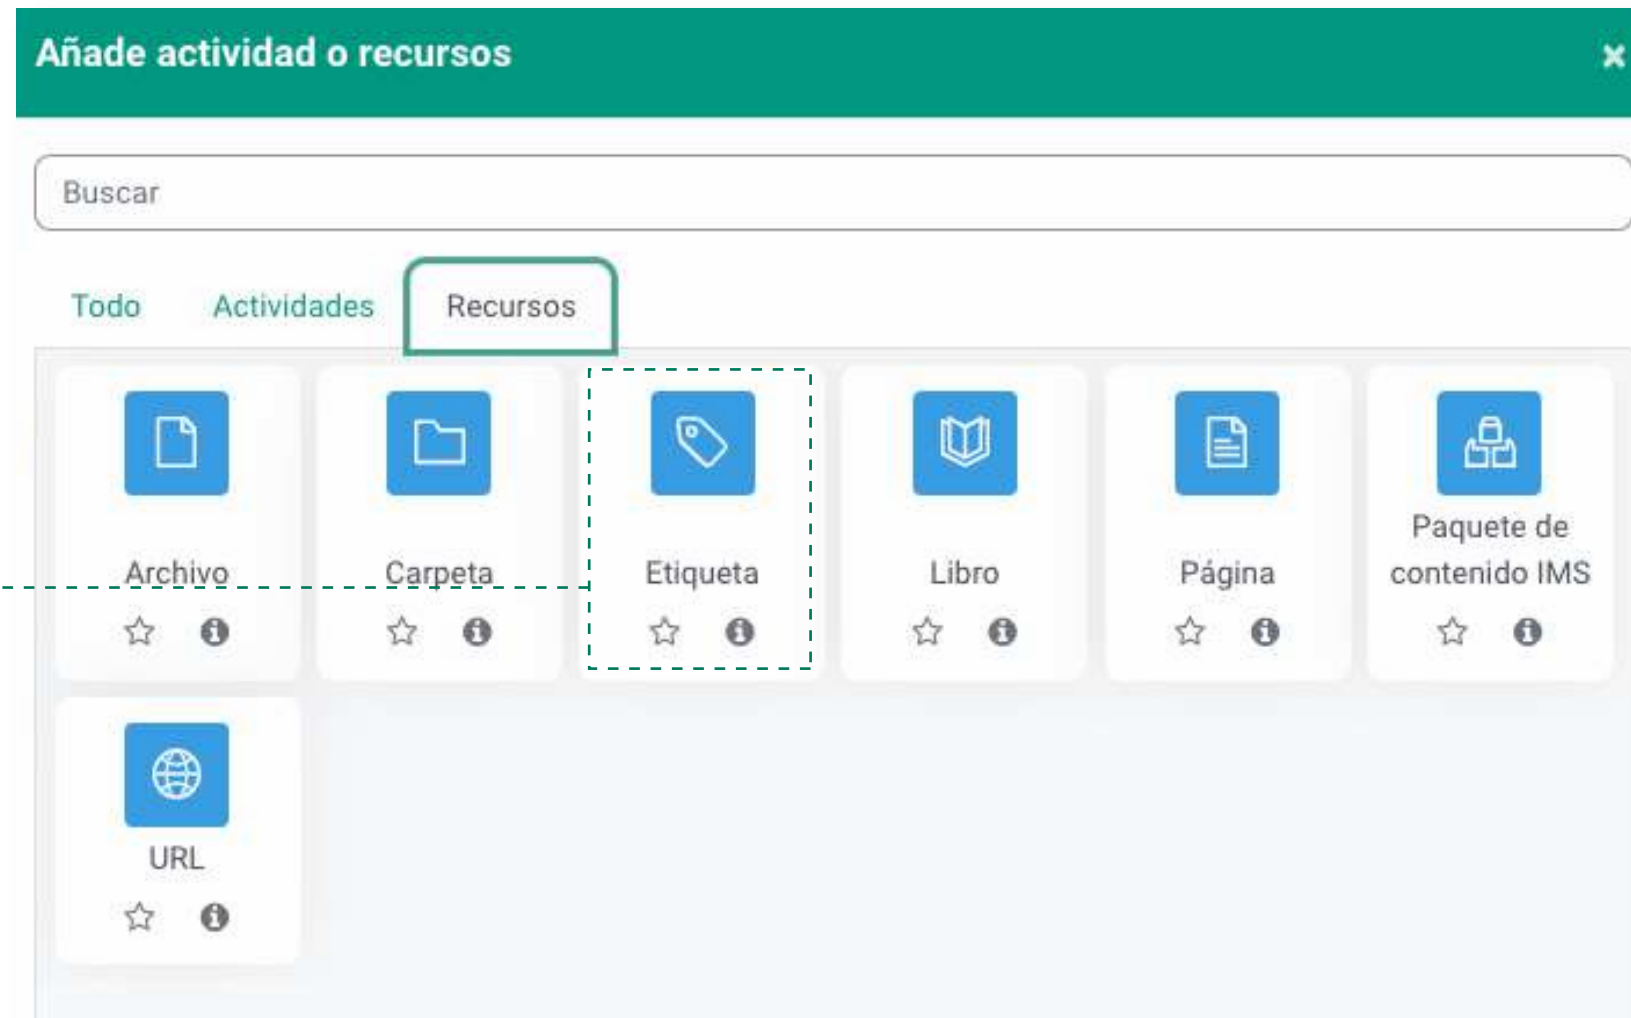 Añade actividad o recursos
Buscar
Todo Actividades Recursos
Archivo Carpeta Etiqueta Libro Página Paquete de contenido IMS
URL